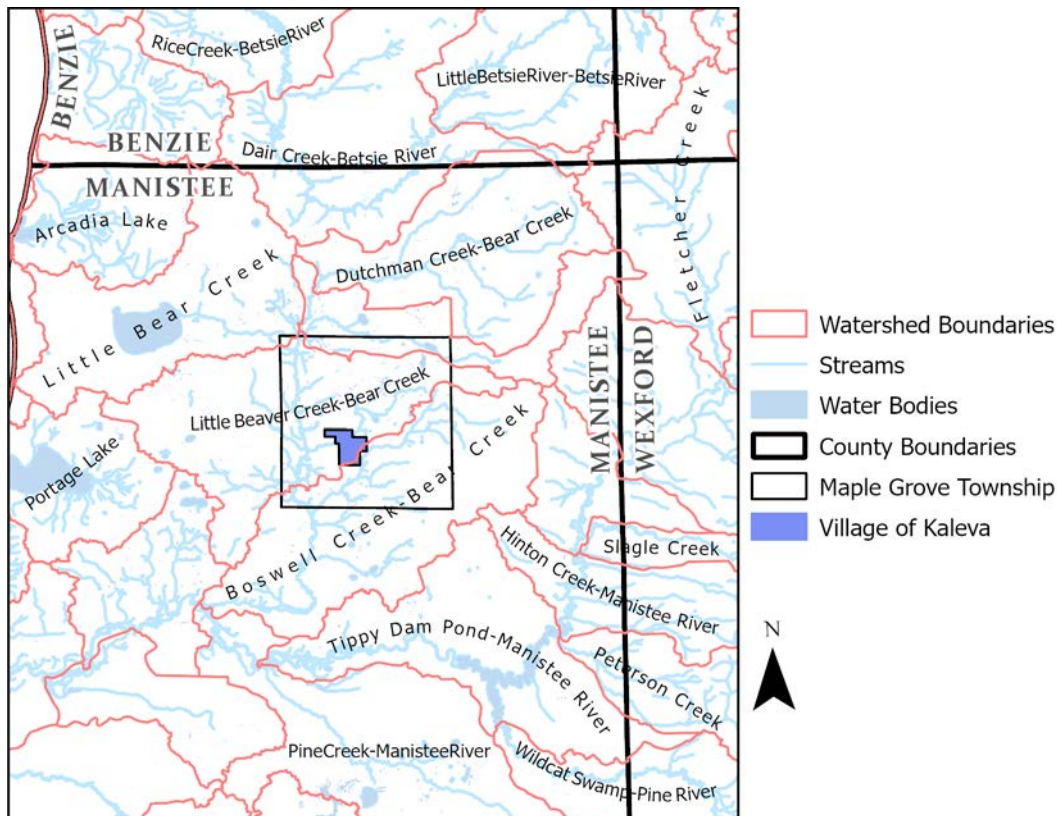 RiceCreek-BetsieRiver
LittleBetsieRiver-BetsieRiver
BENZIE
Fletcher Creek
BENZIE
Dair Creek-Betsie River
MANISTEE
Arcadia Lake
Dutchman Creek-Bear Creek
Little Bear Creek
MANISTEE
WEXFORD
Little Beaver Creek-Bear Creek
Portage Lake
Boswell Creek-Bear Creek
Slagle Creek
Hinton Creek-Manistee River
Tippy Dam Pond-Manistee River
Peterson Creek
PineCreek-ManisteeRiver
Wildcat Swamp-Pine River
Watershed Boundaries
Streams
Water Bodies
County Boundaries
Maple Grove Township
Village of Kaleva
N